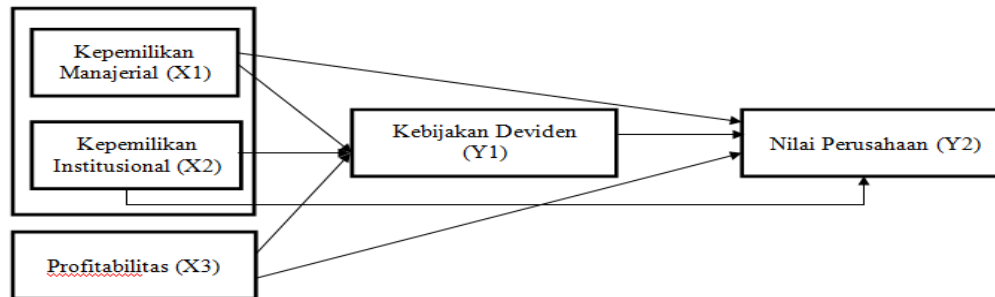 Kepemilikan
Manajerial (X1)
Kepemilikan
Institusional (X2)
Profitabilitas (X3)
Kebijakan Deviden
(Y1)
Nilai Perusahaan (Y2)